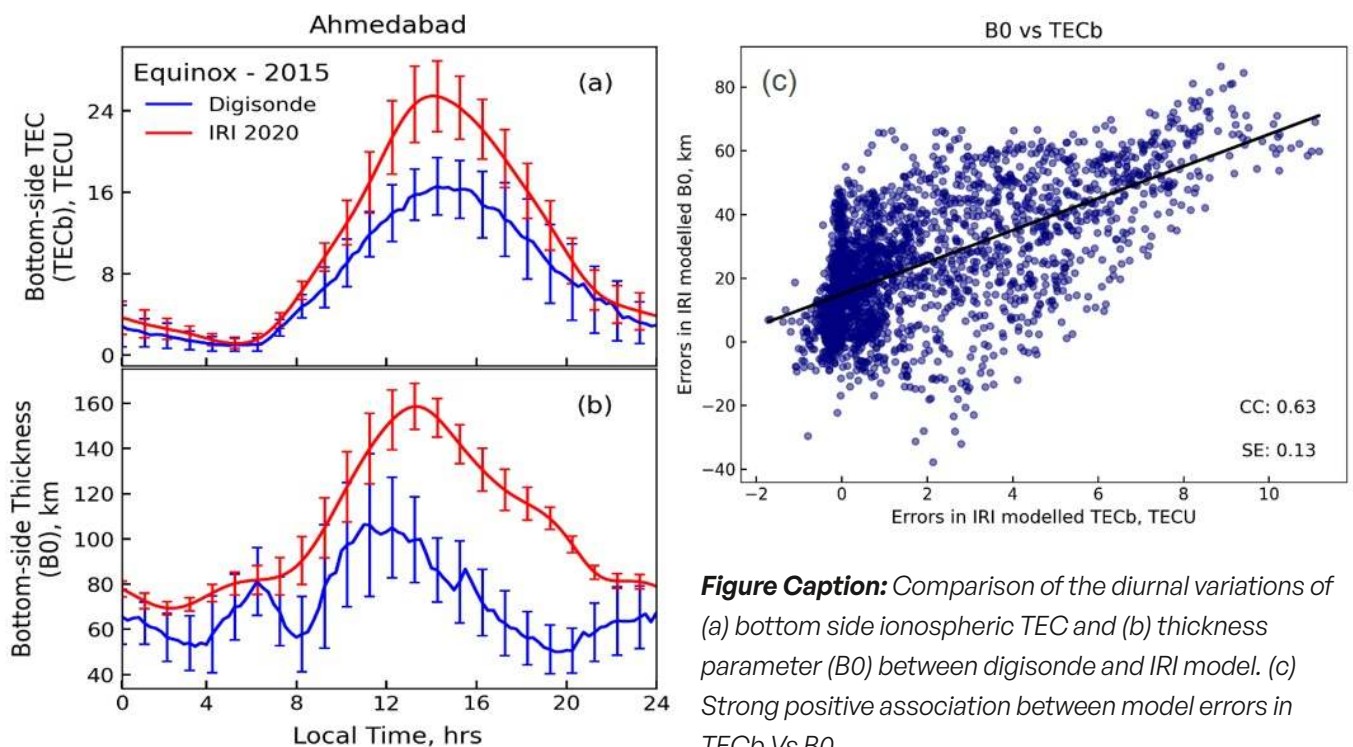 Ahmedabad
Equinox - 2015
(a)
Digisonde
IRI 2020
Bottom-side TEC
(TECb), TECU
24
16
8
0
(b)
Bottom-side Thickness
(B0), km
160
140
120
100
80
60
40
0 4 8 12 16 20 24
Local Time, hrs
B0 vs TECb
(c)
Errors in IRI modelled B0, km
80
60
40
20
0
−20
−40
CC: 0.63
SE: 0.13
−2 0 2 4 6 8 10
Errors in IRI modelled TECb, TECU
Figure Caption: Comparison of the diurnal variations of
(a) bottom side ionospheric TEC and (b) thickness
parameter (B0) between digisonde and IRI model. (c)
Strong positive association between model errors in
TECb Vs B0